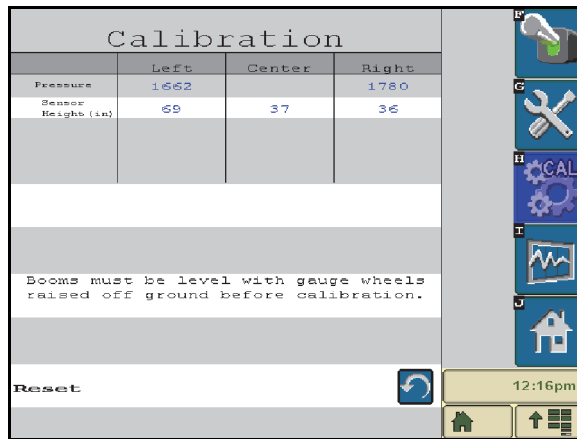 Calibration
Left Center Right
Pressure 1662 1780
Sensor
Height(in) 69 37 36
Booms must be level with gauge wheels
raised off ground before calibration.
Reset
F
G
H
CAL
I
J
12:16pm